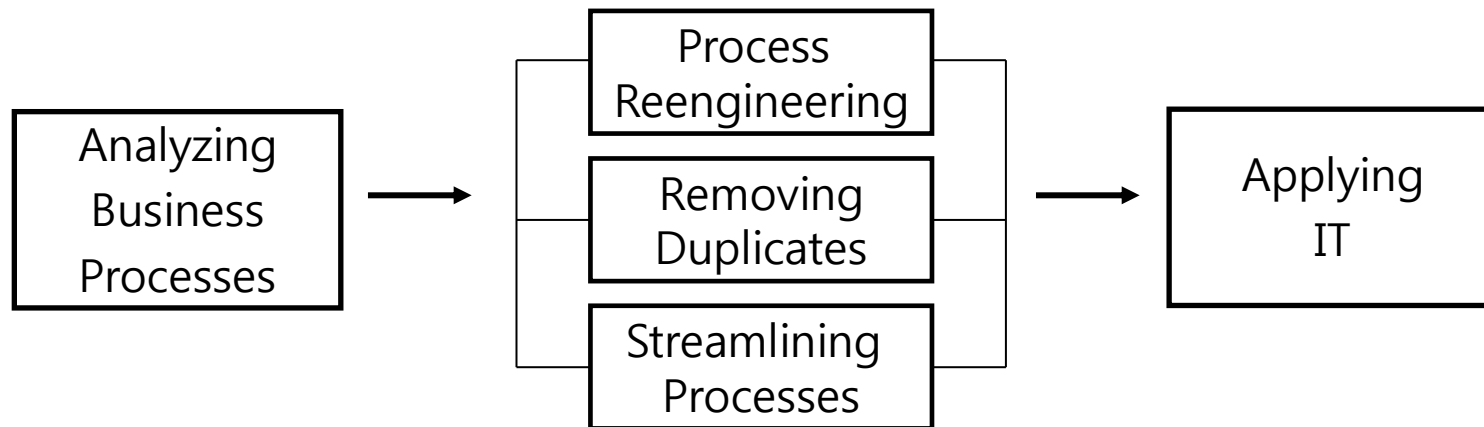 Analyzing
Business
Processes
Process
Reengineering
Removing
Duplicates
Streamlining
Processes
Applying
IT